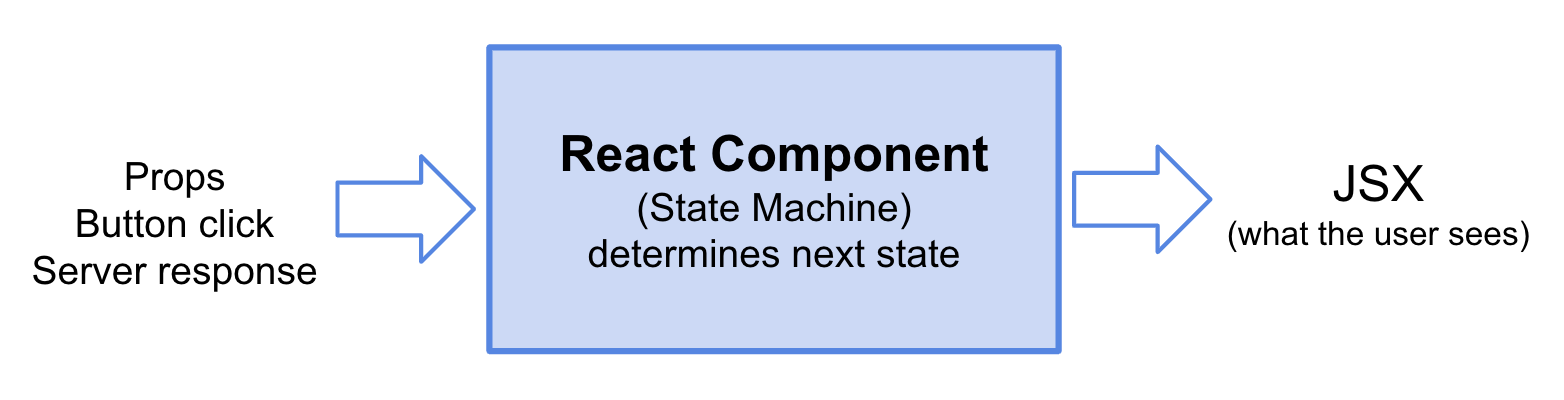 Props
Button click
Server response
React Component
(State Machine)
determines next state
JSX
(what the user sees)